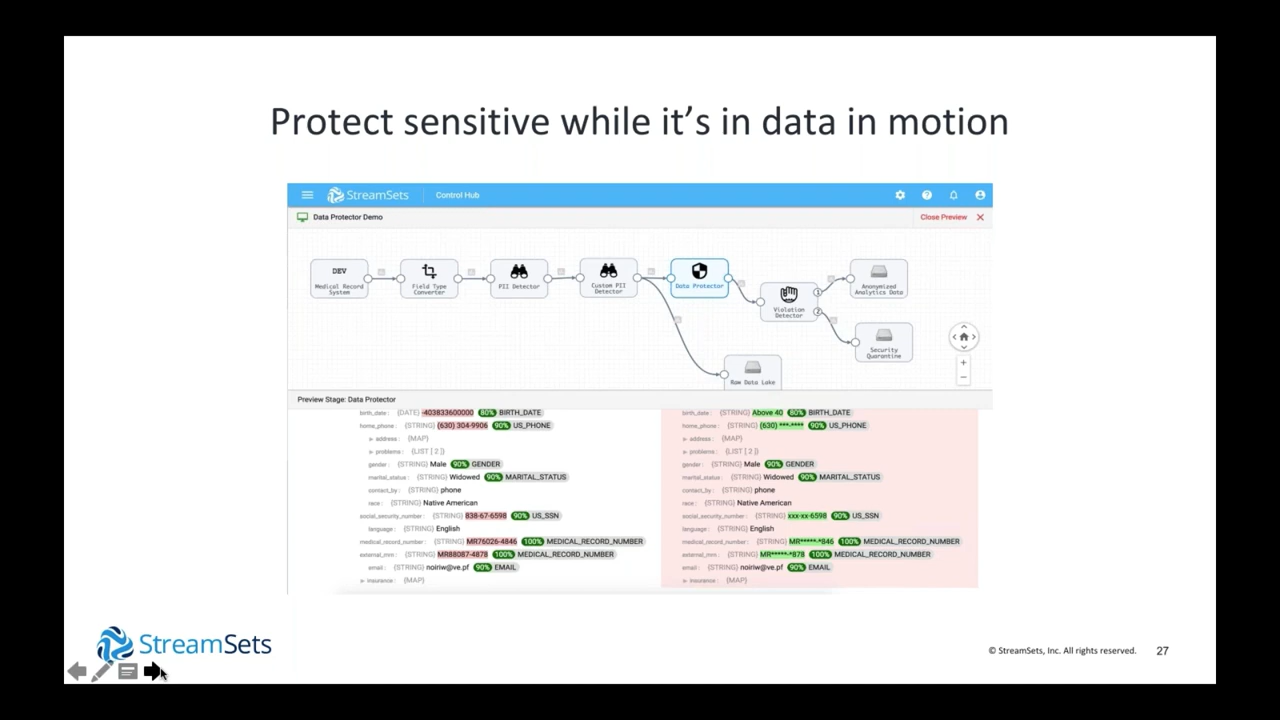 Protect sensitive while it's in data in motion
StreamSets Control Hub
Data Protector Demo Close Preview
DEV
Medical Record
System
Field Type
Converter
PII Detector
Custom PII
Detector
Data Protector
Violation
Detector
1
2
Anonymized
Analytics Data
Security
Quarantine
Raw Data Lake
Preview Stage: Data Protector
birth_date : {DATE} -403833600000 80% BIRTH_DATE
home_phone : {STRING} (630) 304-9906 90% US_PHONE
address : {MAP}
problems : {LIST [ 2 ]}
gender : {STRING} Male 90% GENDER
marital_status : {STRING} Widowed 90% MARITAL_STATUS
contact_by : {STRING} phone
race : {STRING} Native American
social_security_number : {STRING} 838-67-6598 90% US_SSN
language : {STRING} English
medical_record_number : {STRING} MR76026-4846 100% MEDICAL_RECORD_NUMBER
external_mrn : {STRING} MR88087-4878 100% MEDICAL_RECORD_NUMBER
email : {STRING} noiriw@ve.pf 90% EMAIL
insurance : {MAP}
birth_date : {STRING} Above 40 80% BIRTH_DATE
home_phone : {STRING} (630) ***-**** 90% US_PHONE
address : {MAP}
problems : {LIST [ 2 ]}
gender : {STRING} Male 90% GENDER
marital_status : {STRING} Widowed 90% MARITAL_STATUS
contact_by : {STRING} phone
race : {STRING} Native American
social_security_number : {STRING} xxx-xx-6598 90% US_SSN
language : {STRING} English
medical_record_number : {STRING} MR*****-*846 100% MEDICAL_RECORD_NUMBER
external_mrn : {STRING} MR*****-*878 100% MEDICAL_RECORD_NUMBER
email : {STRING} noiriw@ve.pf 90% EMAIL
insurance : {MAP}
StreamSets
© StreamSets, Inc. All rights reserved. 27